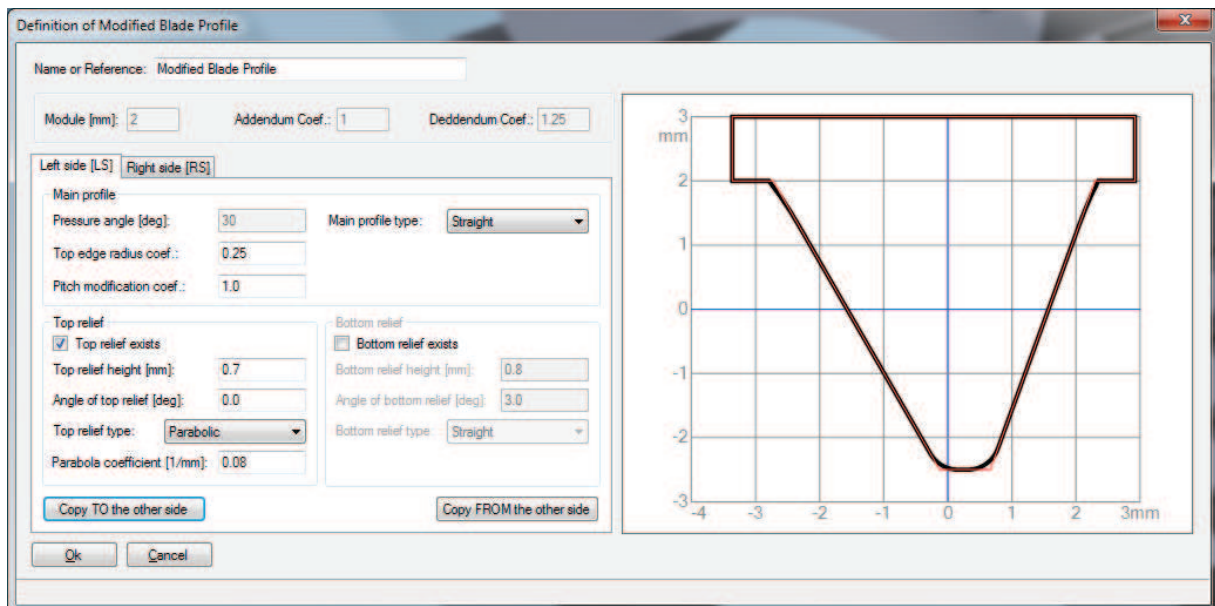 Definition of Modified Blade Profile
x
Name or Reference: Modified Blade Profile
Module [mm]: 2 Addendum Coef.: 1 Deddendum Coef.: 1.25
Left side [LS] Right side [RS]
Main profile
Pressure angle [deg]: 30 Main profile type: Straight
Top edge radius coef.: 0.25
Pitch modification coef.: 1.0
Top relief Bottom relief
Top relief exists Bottom relief exists
Top relief height [mm]: 0.7 Bottom relief height [mm]: 0.8
Angle of top relief [deg]: 0.0 Angle of bottom relief [deg] 3.0
Top relief type: Parabolic Bottom relief type: Straight
Parabola coefficient [1/mm]: 0.08
Copy TO the other side Copy FROM the other side
Ok Cancel
3
mm
2
1
0
-1
-2
-3
-4 -3 -2 -1 0 1 2 3mm